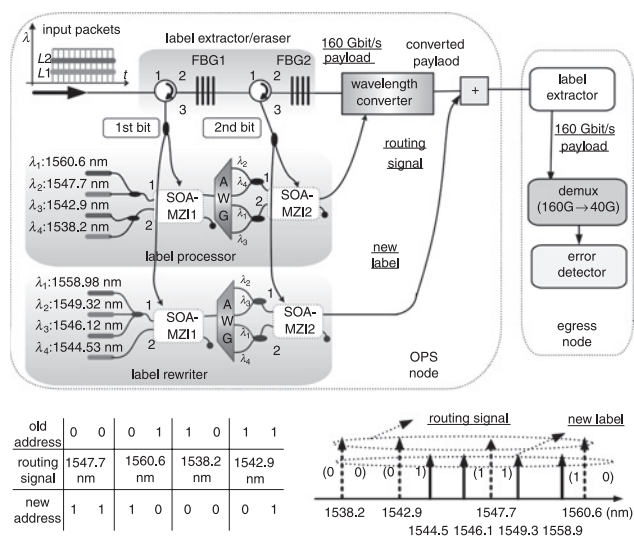 input packets
λ
L2
L1
t
label extractor/eraser
1
2
FBG1
3
1
2
FBG2
3
160 Gbit/s
payload
converted
paylaod
wavelength
converter
+
label
extractor
1st bit
2nd bit
routing
signal
160 Gbit/s
payload
λ1:1560.6 nm
λ2:1547.7 nm
λ3:1542.9 nm
λ4:1538.2 nm
1
2
SOA-
MZI1
A
W
G
λ2
λ4
λ1
λ3
1
2
SOA-
MZI2
label processor
demux
(160G→40G)
new
label
error
detector
λ1:1558.98 nm
λ2:1549.32 nm
λ3:1546.12 nm
λ4:1544.53 nm
1
2
SOA-
MZI1
A
W
G
λ2
λ3
λ1
λ4
1
2
SOA-
MZI2
label rewriter
OPS
node
egress
node
old
address
0 0
0 1
1 0
1 1
routing
signal
1547.7
nm
1560.6
nm
1538.2
nm
1542.9
nm
new
address
1 1
1 0
0 0
0 1
routing signal
new label
(0 0) (0 1) (1 1) (1 0)
1538.2 1542.9 1547.7 1560.6 (nm)
1544.5 1546.1 1549.3 1558.9